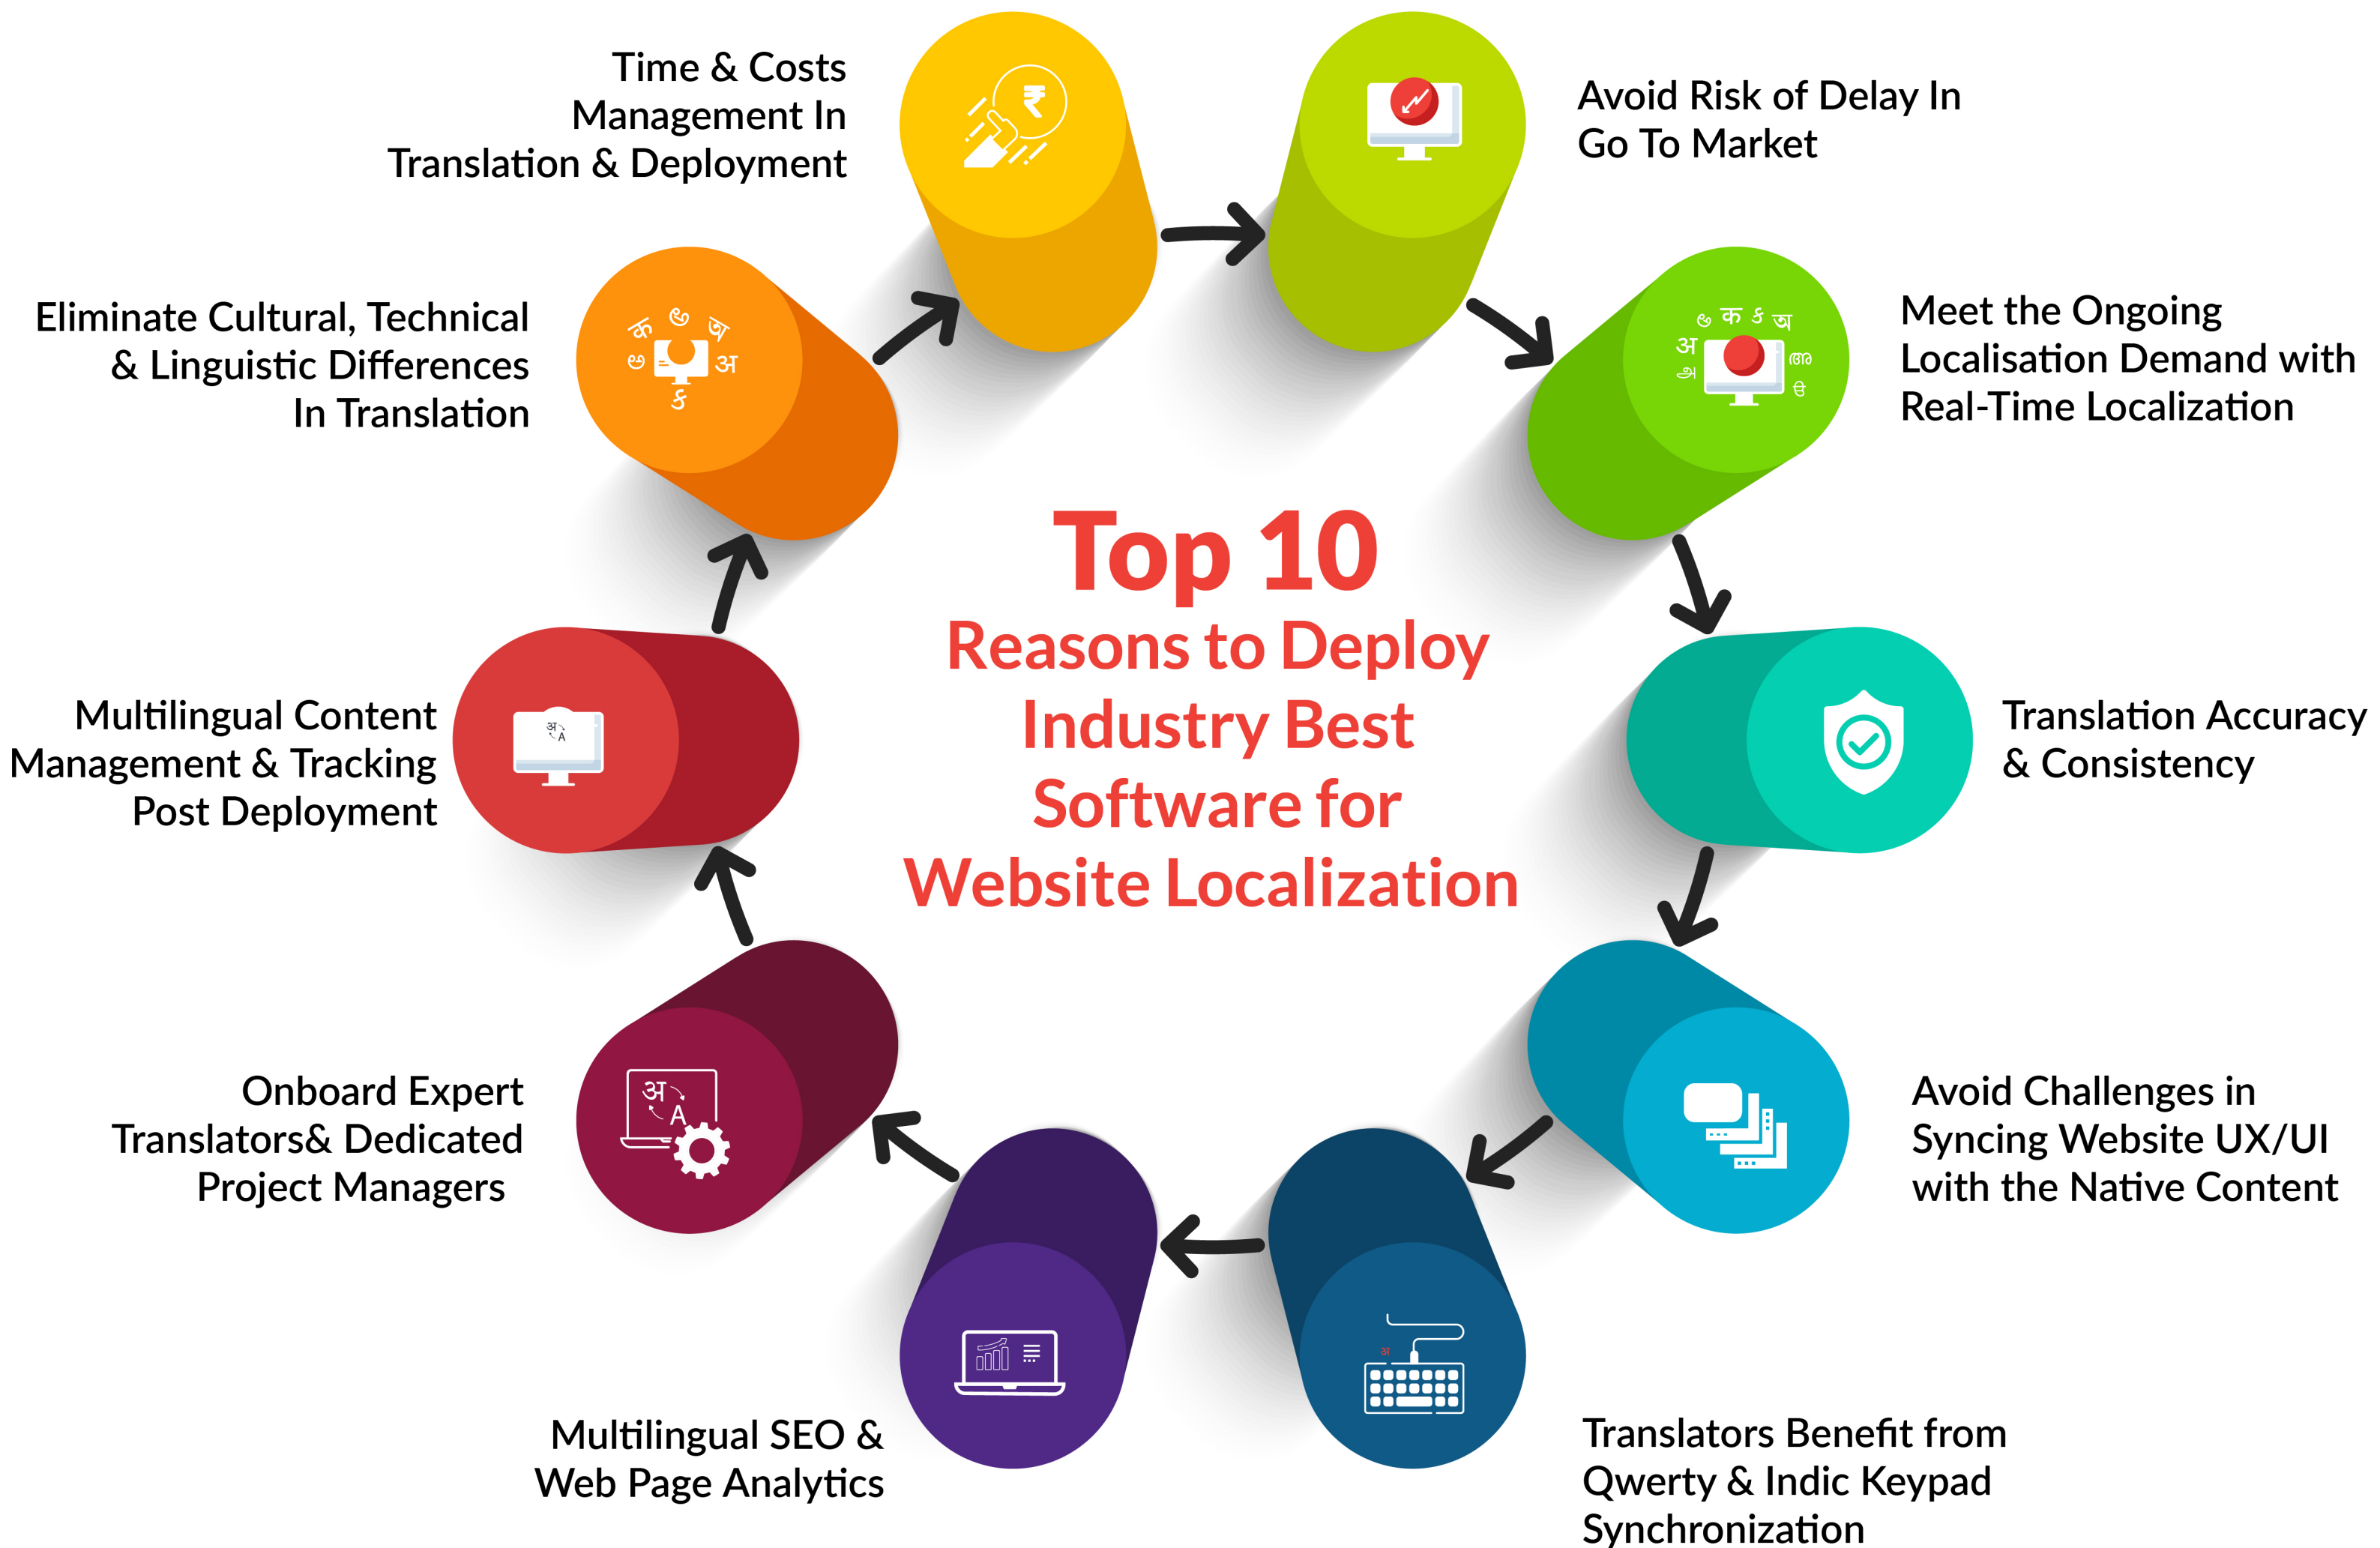 Top 10
Reasons to Deploy
Industry Best
Software for
Website Localization
Time & Costs
Management In
Translation & Deployment
₹
Avoid Risk of Delay In
Go To Market
Meet the Ongoing
Localisation Demand with
Real-Time Localization
Translation Accuracy
& Consistency
Avoid Challenges in
Syncing Website UX/UI
with the Native Content
Translators Benefit from
Qwerty & Indic Keypad
Synchronization
अ
Multilingual SEO &
Web Page Analytics
Onboard Expert
Translators& Dedicated
Project Managers
अ
A
Multilingual Content
Management & Tracking
Post Deployment
अ
A
Eliminate Cultural, Technical
& Linguistic Differences
In Translation